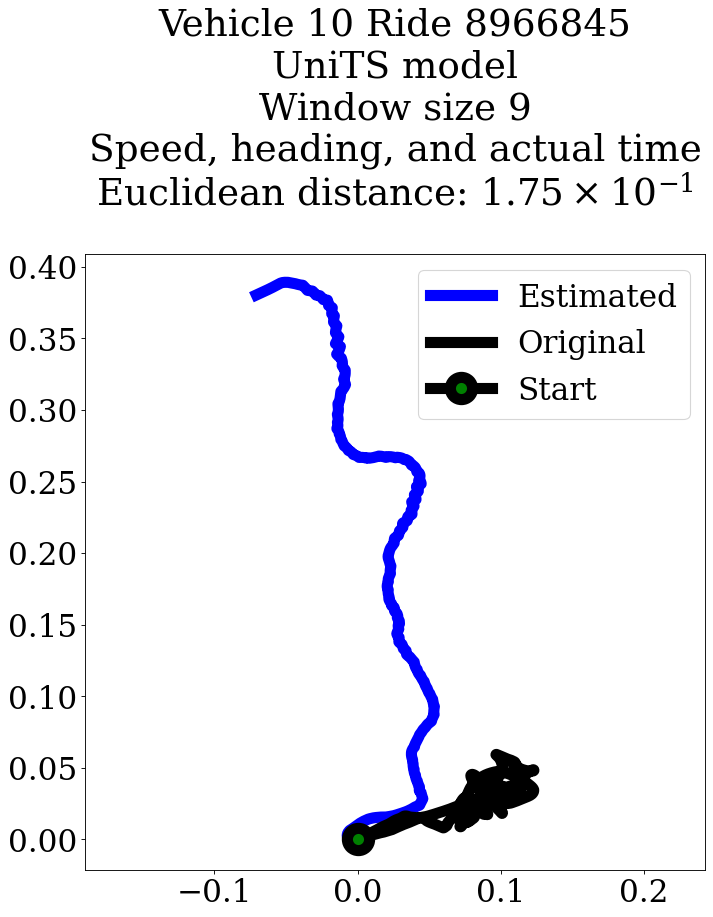 Vehicle 10 Ride 8966845
UniTS model
Window size 9
Speed, heading, and actual time
Euclidean distance: 1.75 × 10⁻¹
Estimated
Original
Start
0.40
0.35
0.30
0.25
0.20
0.15
0.10
0.05
0.00
−0.1 0.0 0.1 0.2